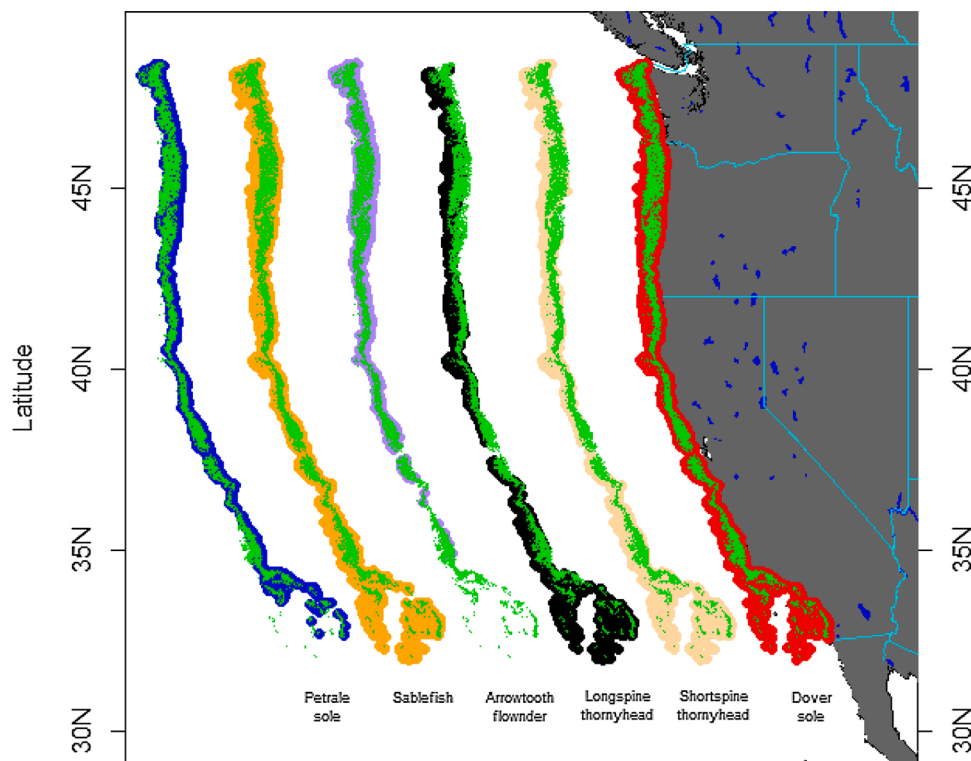 Latitude
45N
40N
35N
30N
45N
40N
35N
30N
Petrale
sole
Sablefish
Arrowtooth
flownder
Longspine
thornyhead
Shortspine
thornyhead
Dover
sole